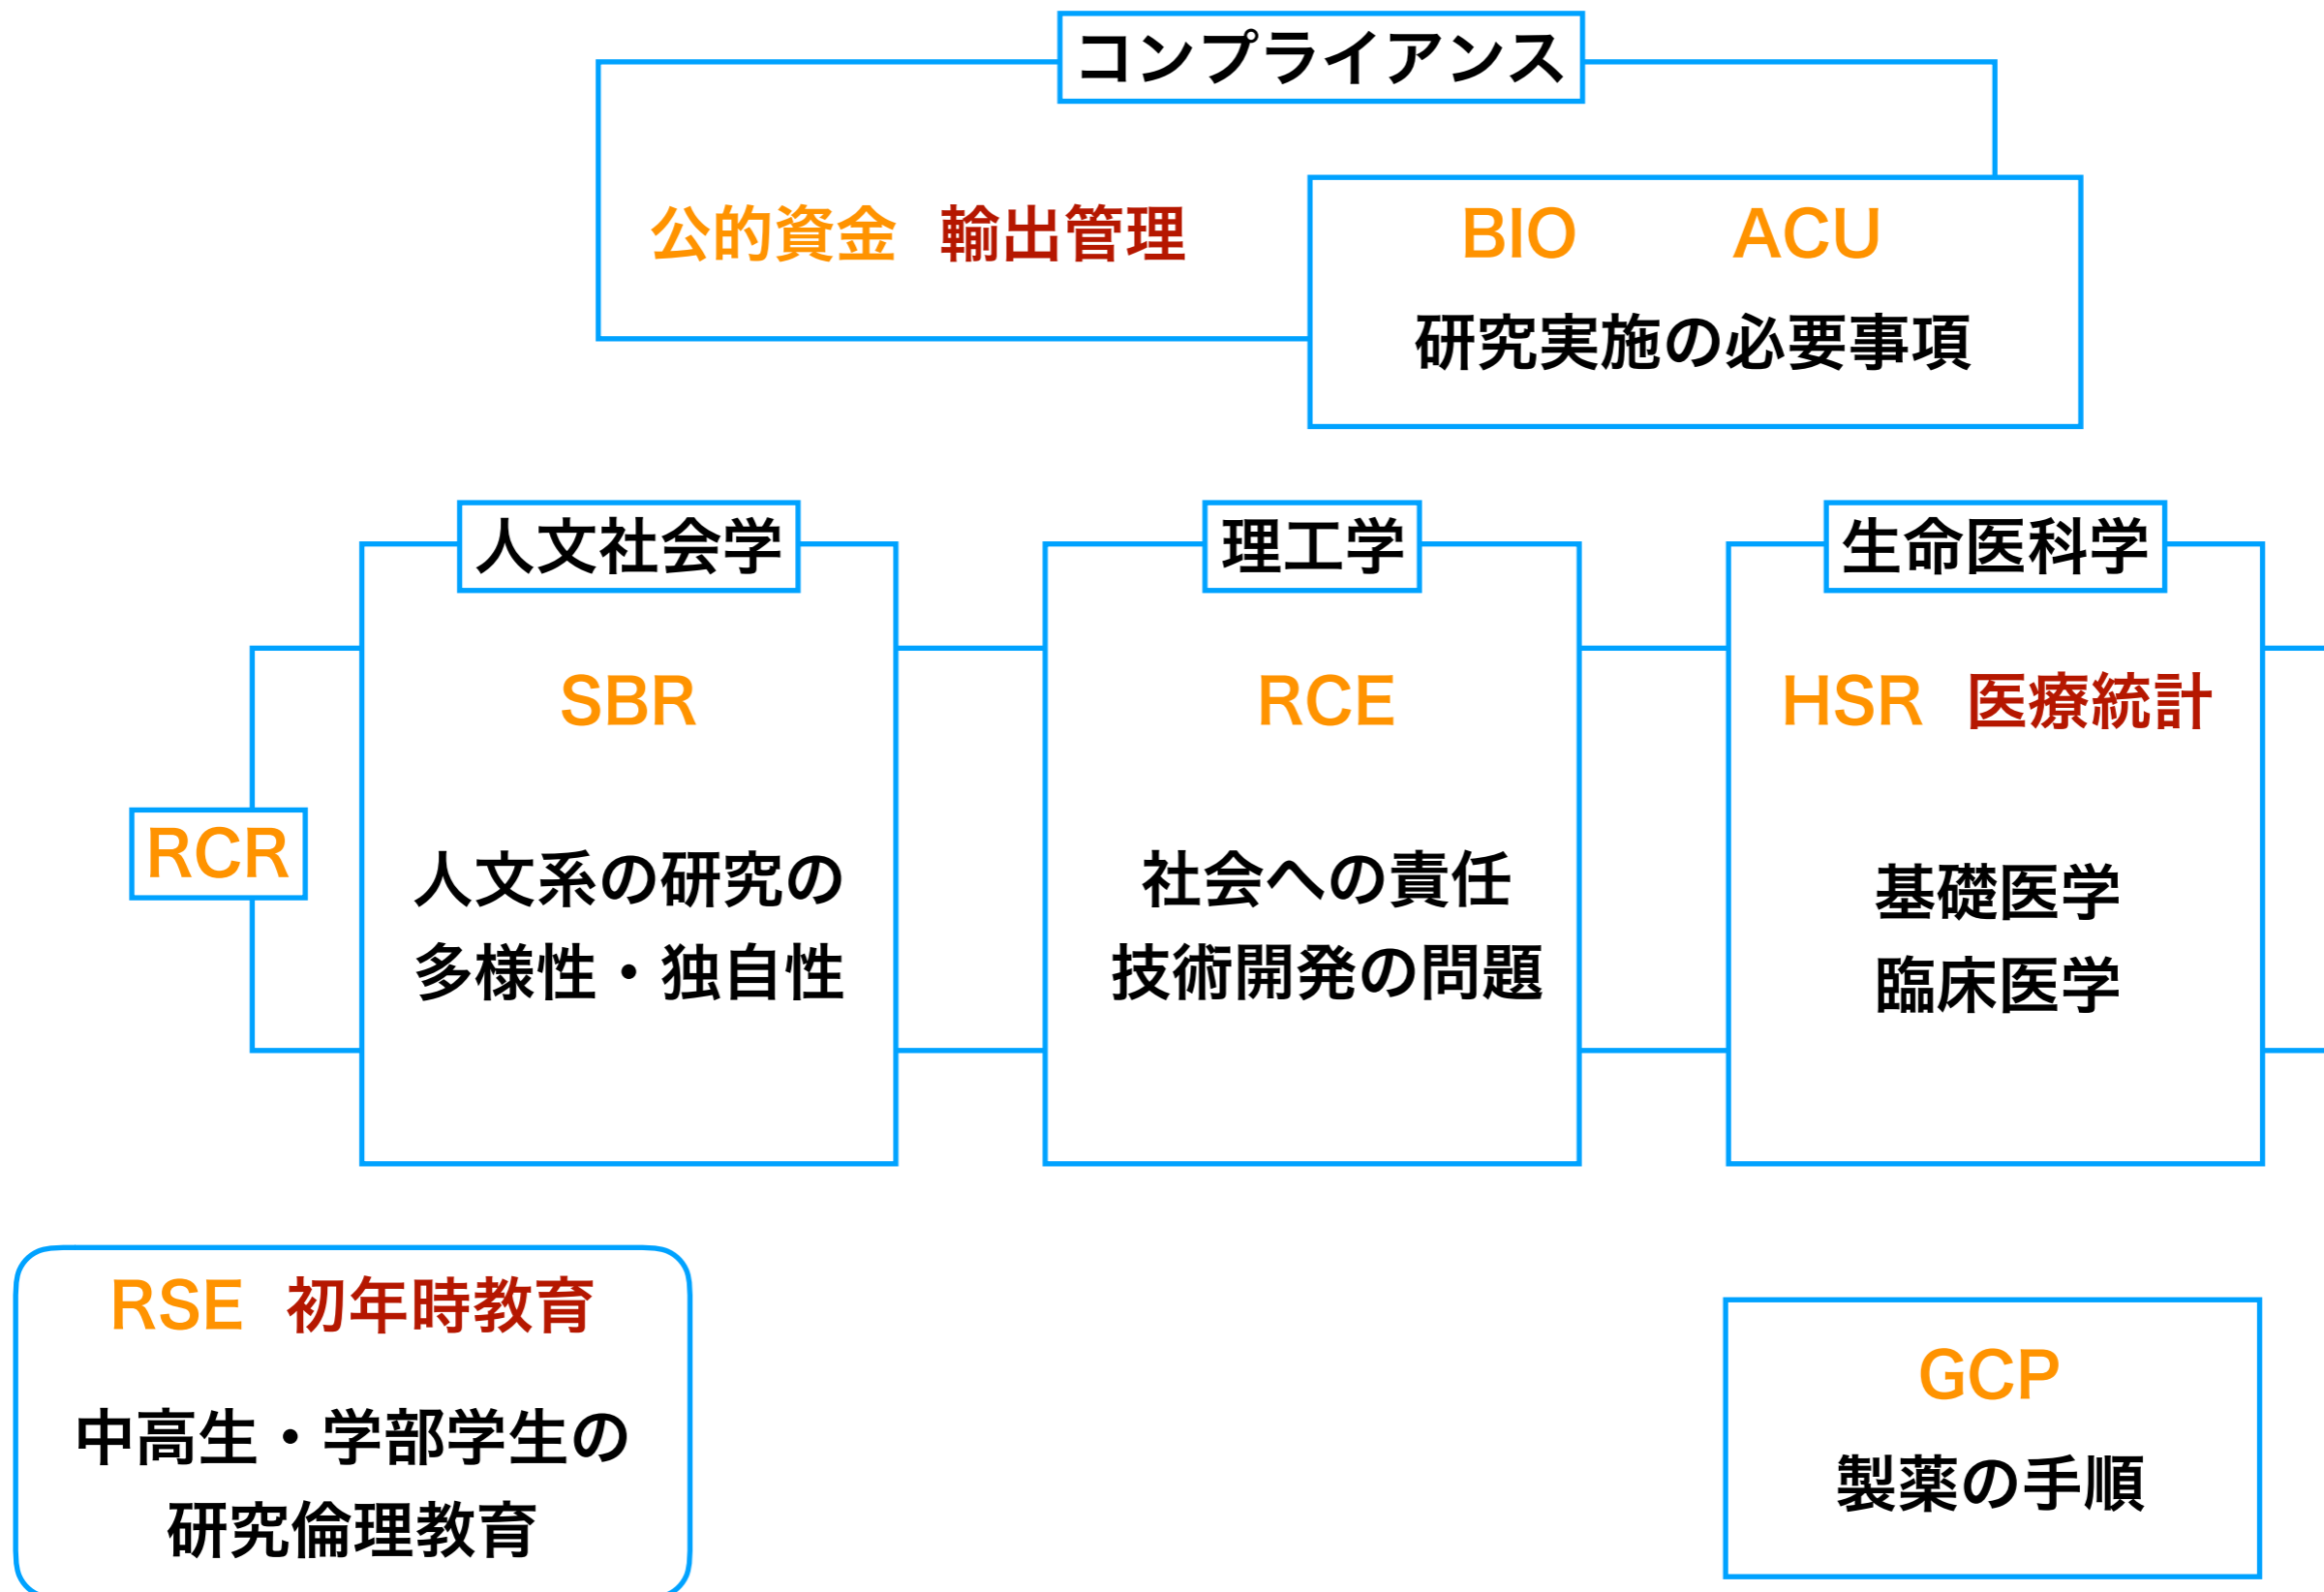 コンプライアンス
公的資金 輸出管理
BIO ACU
研究実施の必要事項
人文社会学
SBR
人文系の研究の
多様性・独自性
理工学
RCE
社会への責任
技術開発の問題
生命医科学
HSR 医療統計
基礎医学
臨床医学
RCR
RSE 初年時教育
中高生・学部学生の
研究倫理教育
GCP
製薬の手順